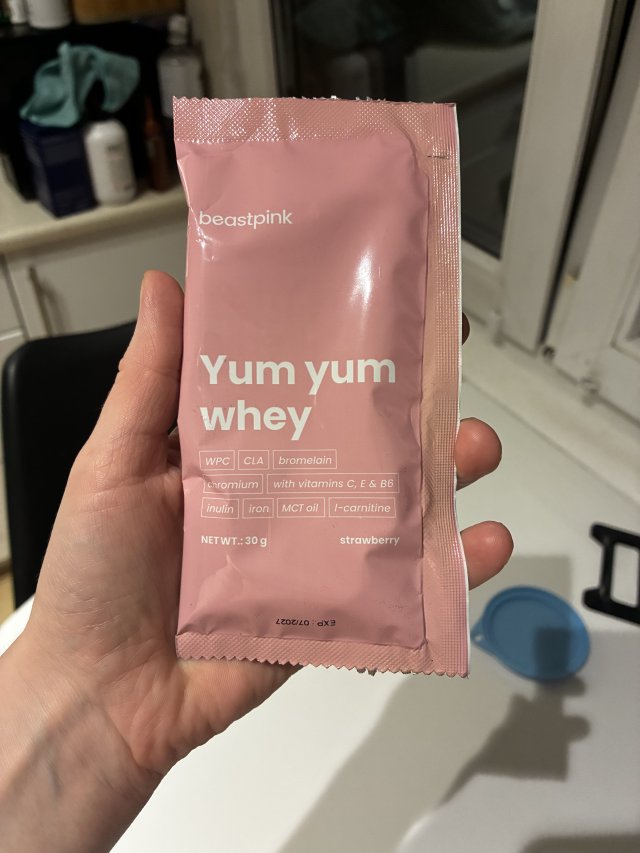 beastpink
Yum yum
whey
WPC CLA bromelain
chromium with vitamins C, E & B6
inulin iron MCT oil l-carnitine
NET WT.: 30 g strawberry
EXP : 07/2027